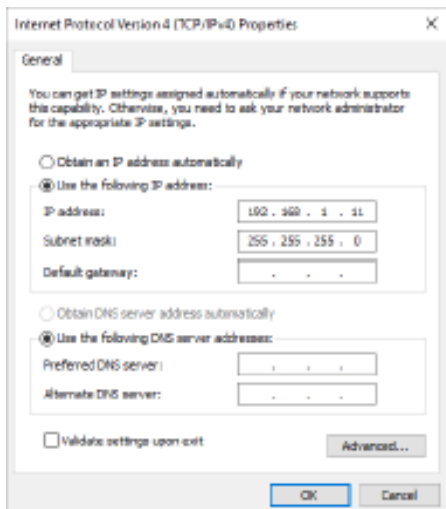 Internet Protocol Version 4 (TCP/IPv4) Properties
General
You can get IP settings assigned automatically if your network supports
this capability. Otherwise, you need to ask your network administrator
for the appropriate IP settings.
Obtain an IP address automatically
Use the following IP address:
IP address: 192 . 168 . 1 . 11
Subnet mask: 255 . 255 . 255 . 0
Default gateway: . . .
Obtain DNS server address automatically
Use the following DNS server addresses:
Preferred DNS server: . . .
Alternate DNS server: . . .
Validate settings upon exit
Advanced...
OK Cancel